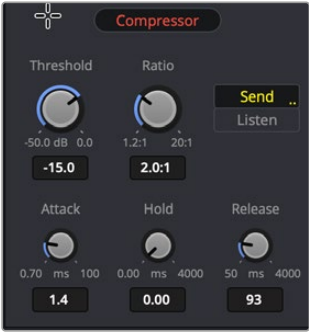 Compressor
Threshold Ratio
Send ..
-50.0 dB 0.0 1.2:1 20:1 Listen
-15.0 2.0:1
Attack Hold Release
0.70 ms 100 0.00 ms 4000 50 ms 4000
1.4 0.00 93